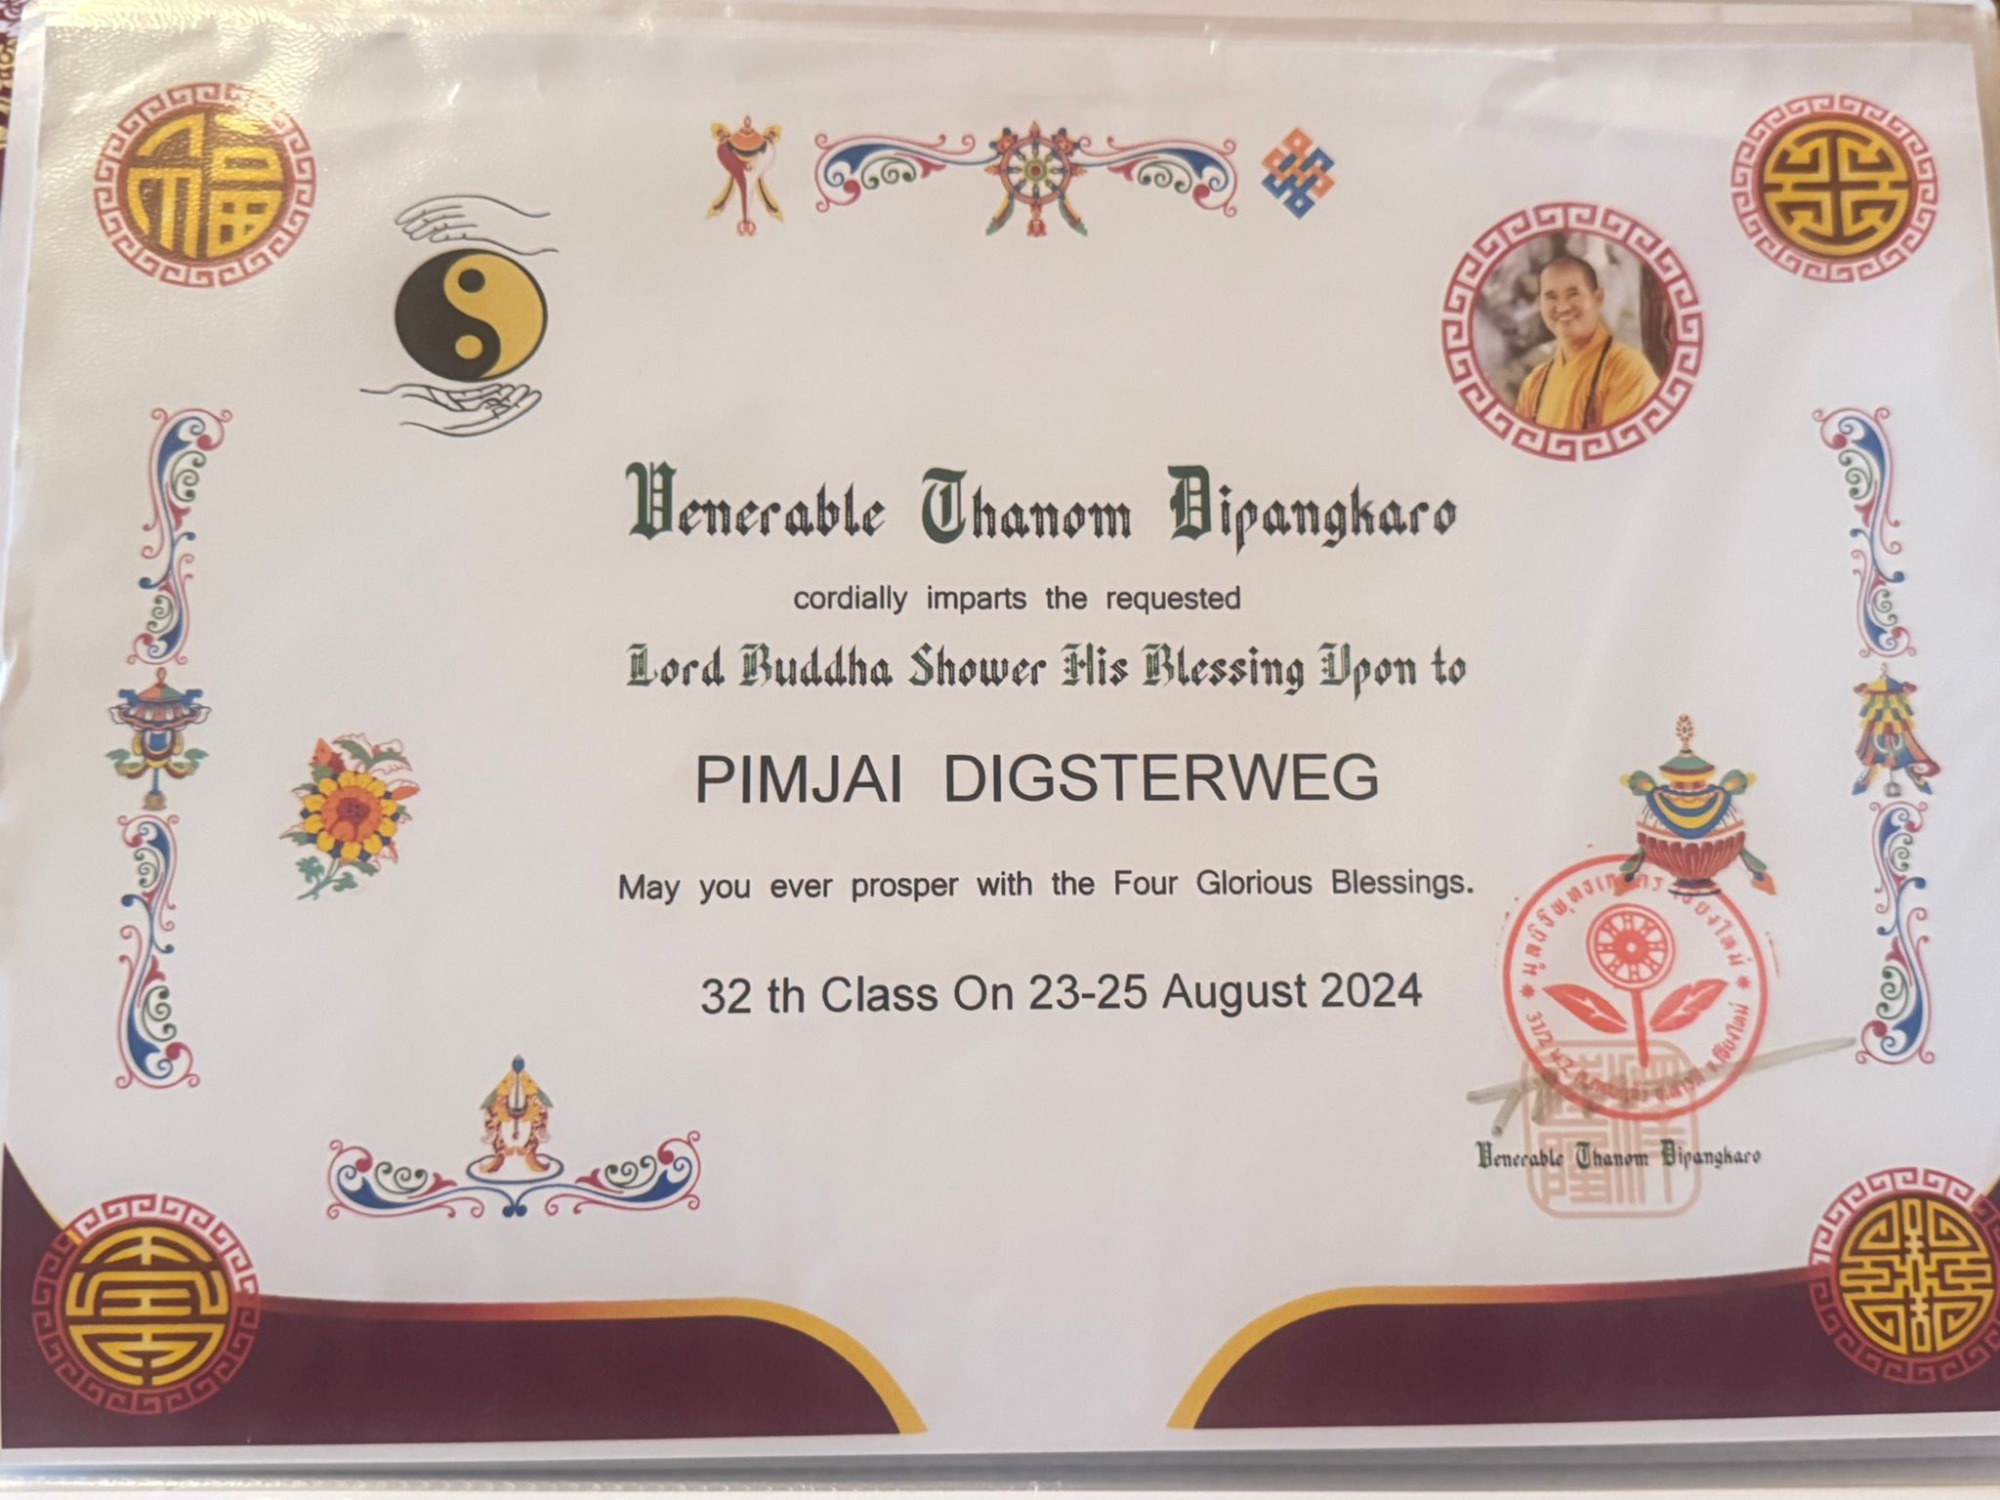 福
Venerable Thanom Dipangkaro
cordially imparts the requested
Lord Buddha Shower His Blessing Upon to
PIMJAI DIGSTERWEG
May you ever prosper with the Four Glorious Blessings.
32 th Class On 23-25 August 2024
Venerable Thanom Dipangkaro